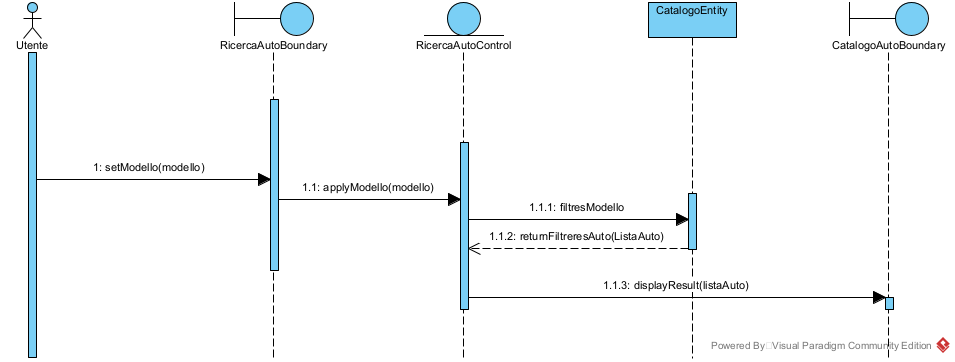 CatalogoEntity
Utente
RicercaAutoBoundary
RicercaAutoControl
CatalogoAutoBoundary
1: setModello(modello)
1.1: applyModello(modello)
1.1.1: filtresModello
1.1.2: returnFiltreresAuto(ListaAuto)
1.1.3: displayResult(listaAuto)
Powered By Visual Paradigm Community Edition